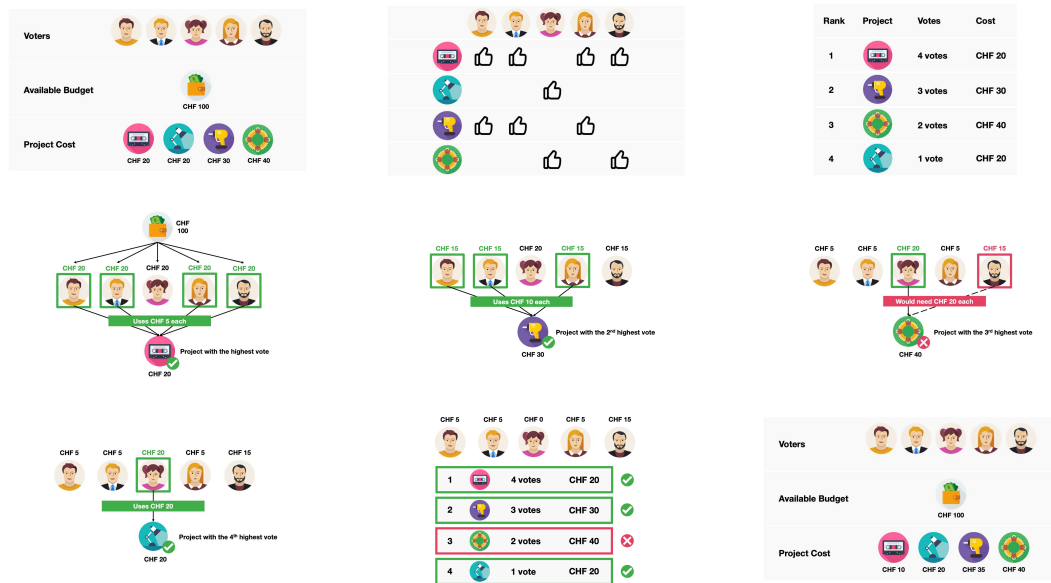 Voters
Available Budget
CHF 100
Project Cost
CHF 20 CHF 20 CHF 30 CHF 40
Rank Project Votes Cost
1 4 votes CHF 20
2 3 votes CHF 30
3 2 votes CHF 40
4 1 vote CHF 20
CHF
100
CHF 20 CHF 20 CHF 20 CHF 20 CHF 20
Uses CHF 5 each
Project with the highest vote
CHF 20
CHF 15 CHF 15 CHF 20 CHF 15 CHF 15
Uses CHF 10 each
Project with the 2nd highest vote
CHF 30
CHF 5 CHF 5 CHF 20 CHF 5 CHF 15
Would need CHF 20 each
Project with the 3rd highest vote
CHF 40
CHF 5 CHF 5 CHF 20 CHF 5 CHF 15
Uses CHF 20
Project with the 4th highest vote
CHF 20
CHF 5 CHF 5 CHF 0 CHF 5 CHF 15
1 4 votes CHF 20
2 3 votes CHF 30
3 2 votes CHF 40
4 1 vote CHF 20
Voters
Available Budget
CHF 100
Project Cost
CHF 10 CHF 20 CHF 35 CHF 40